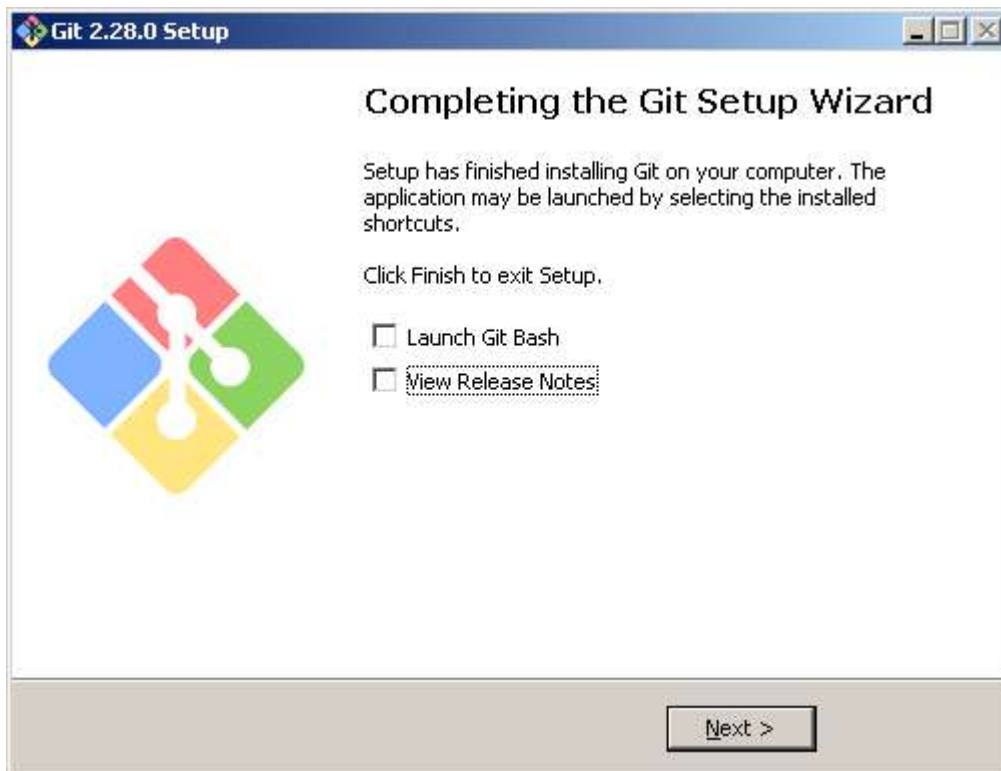 Git 2.28.0 Setup
Completing the Git Setup Wizard
Setup has finished installing Git on your computer. The
application may be launched by selecting the installed
shortcuts.
Click Finish to exit Setup.
Launch Git Bash
View Release Notes
Next >